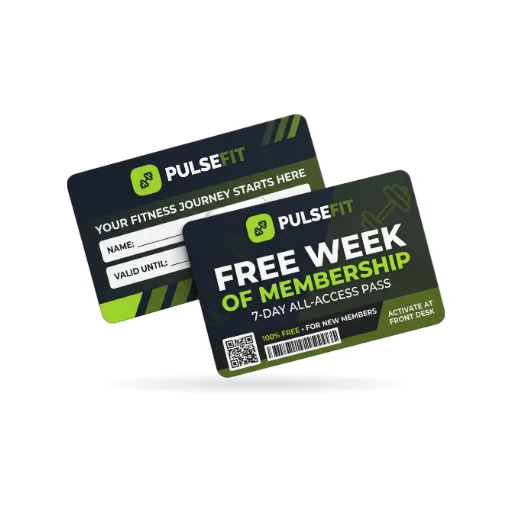 PULSEFIT
YOUR FITNESS JOURNEY STARTS HERE
NAME:
VALID UNTIL:
PULSEFIT
FREE WEEK
OF MEMBERSHIP
7-DAY ALL-ACCESS PASS
100% FREE • FOR NEW MEMBERS
ACTIVATE AT
FRONT DESK